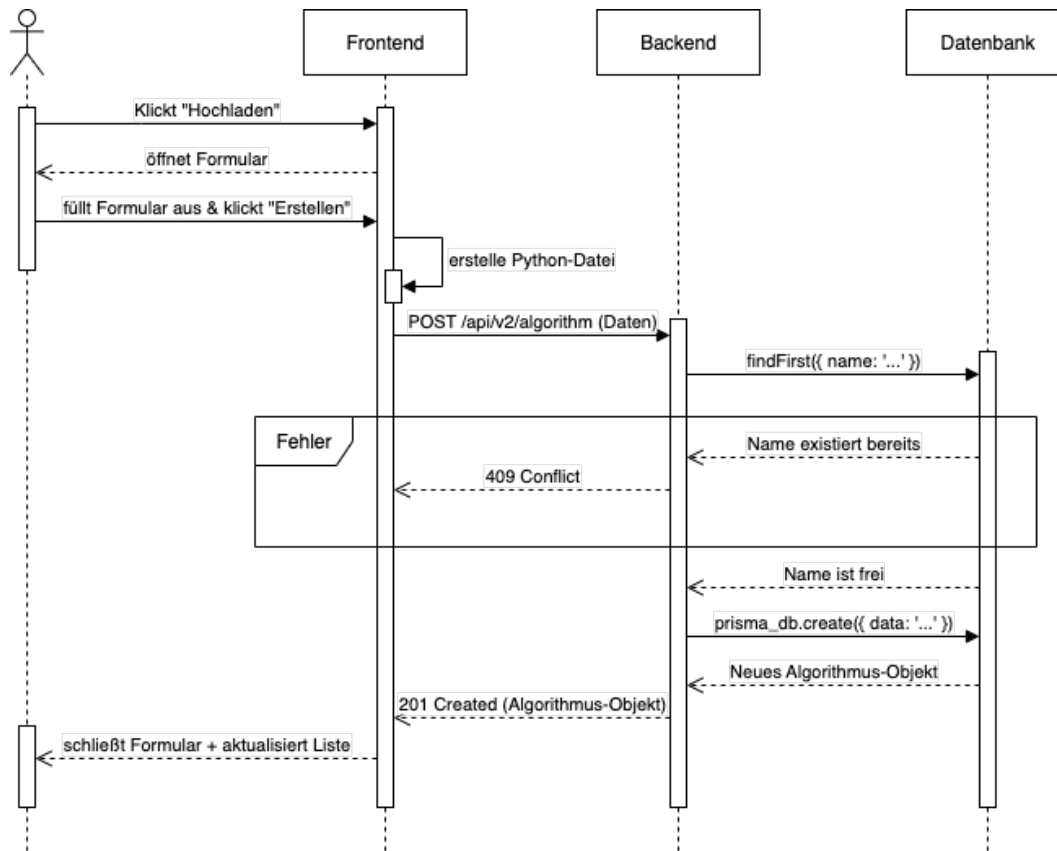 Frontend
Backend
Datenbank
Klickt "Hochladen"
öffnet Formular
füllt Formular aus & klickt "Erstellen"
erstelle Python-Datei
POST /api/v2/algorithm (Daten)
findFirst({ name: '...' })
Fehler
Name existiert bereits
409 Conflict
Name ist frei
prisma_db.create({ data: '...' })
Neues Algorithmus-Objekt
201 Created (Algorithmus-Objekt)
schließt Formular + aktualisiert Liste